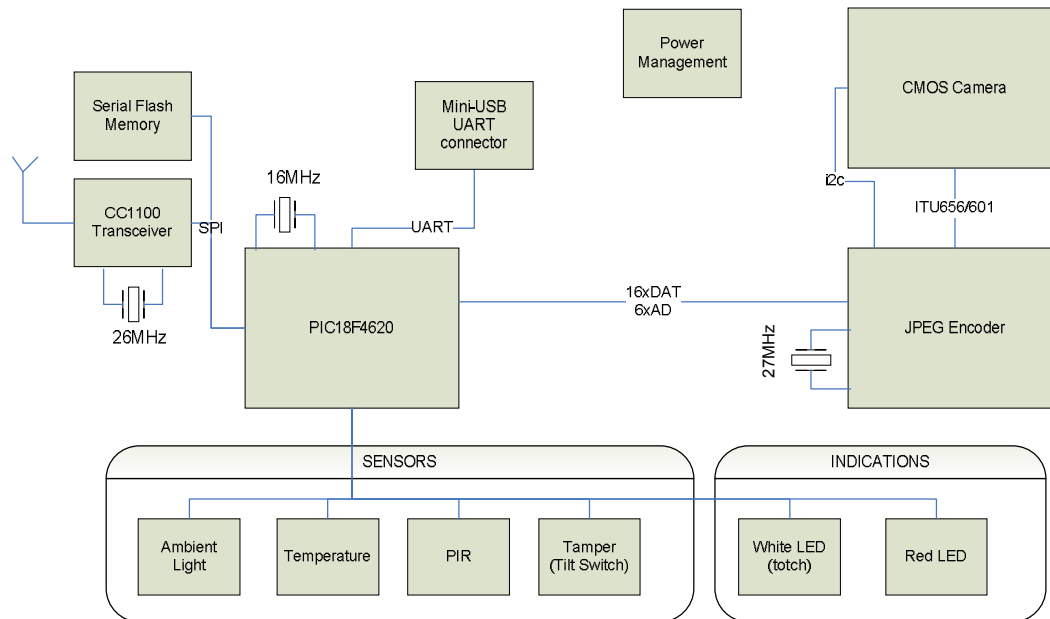 Power
Management
CMOS Camera
Serial Flash
Memory
Mini-USB
UART
connector
16MHz
i2c
CC1100
Transceiver
SPI
UART
ITU656/601
26MHz
PIC18F4620
16xDAT
6xAD
27MHz
JPEG Encoder
SENSORS
INDICATIONS
Ambient
Light
Temperature
PIR
Tamper
(Tilt Switch)
White LED
(totch)
Red LED